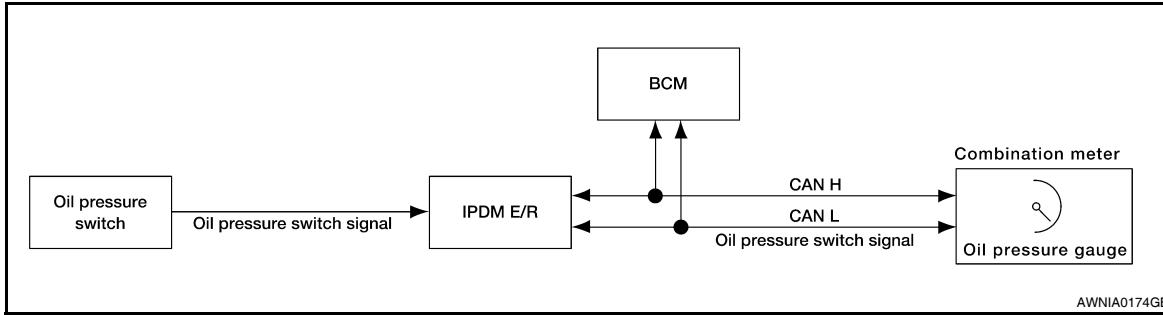 BCM
Combination meter
Oil pressure
switch
Oil pressure switch signal
IPDM E/R
CAN H
CAN L
Oil pressure switch signal
Oil pressure gauge